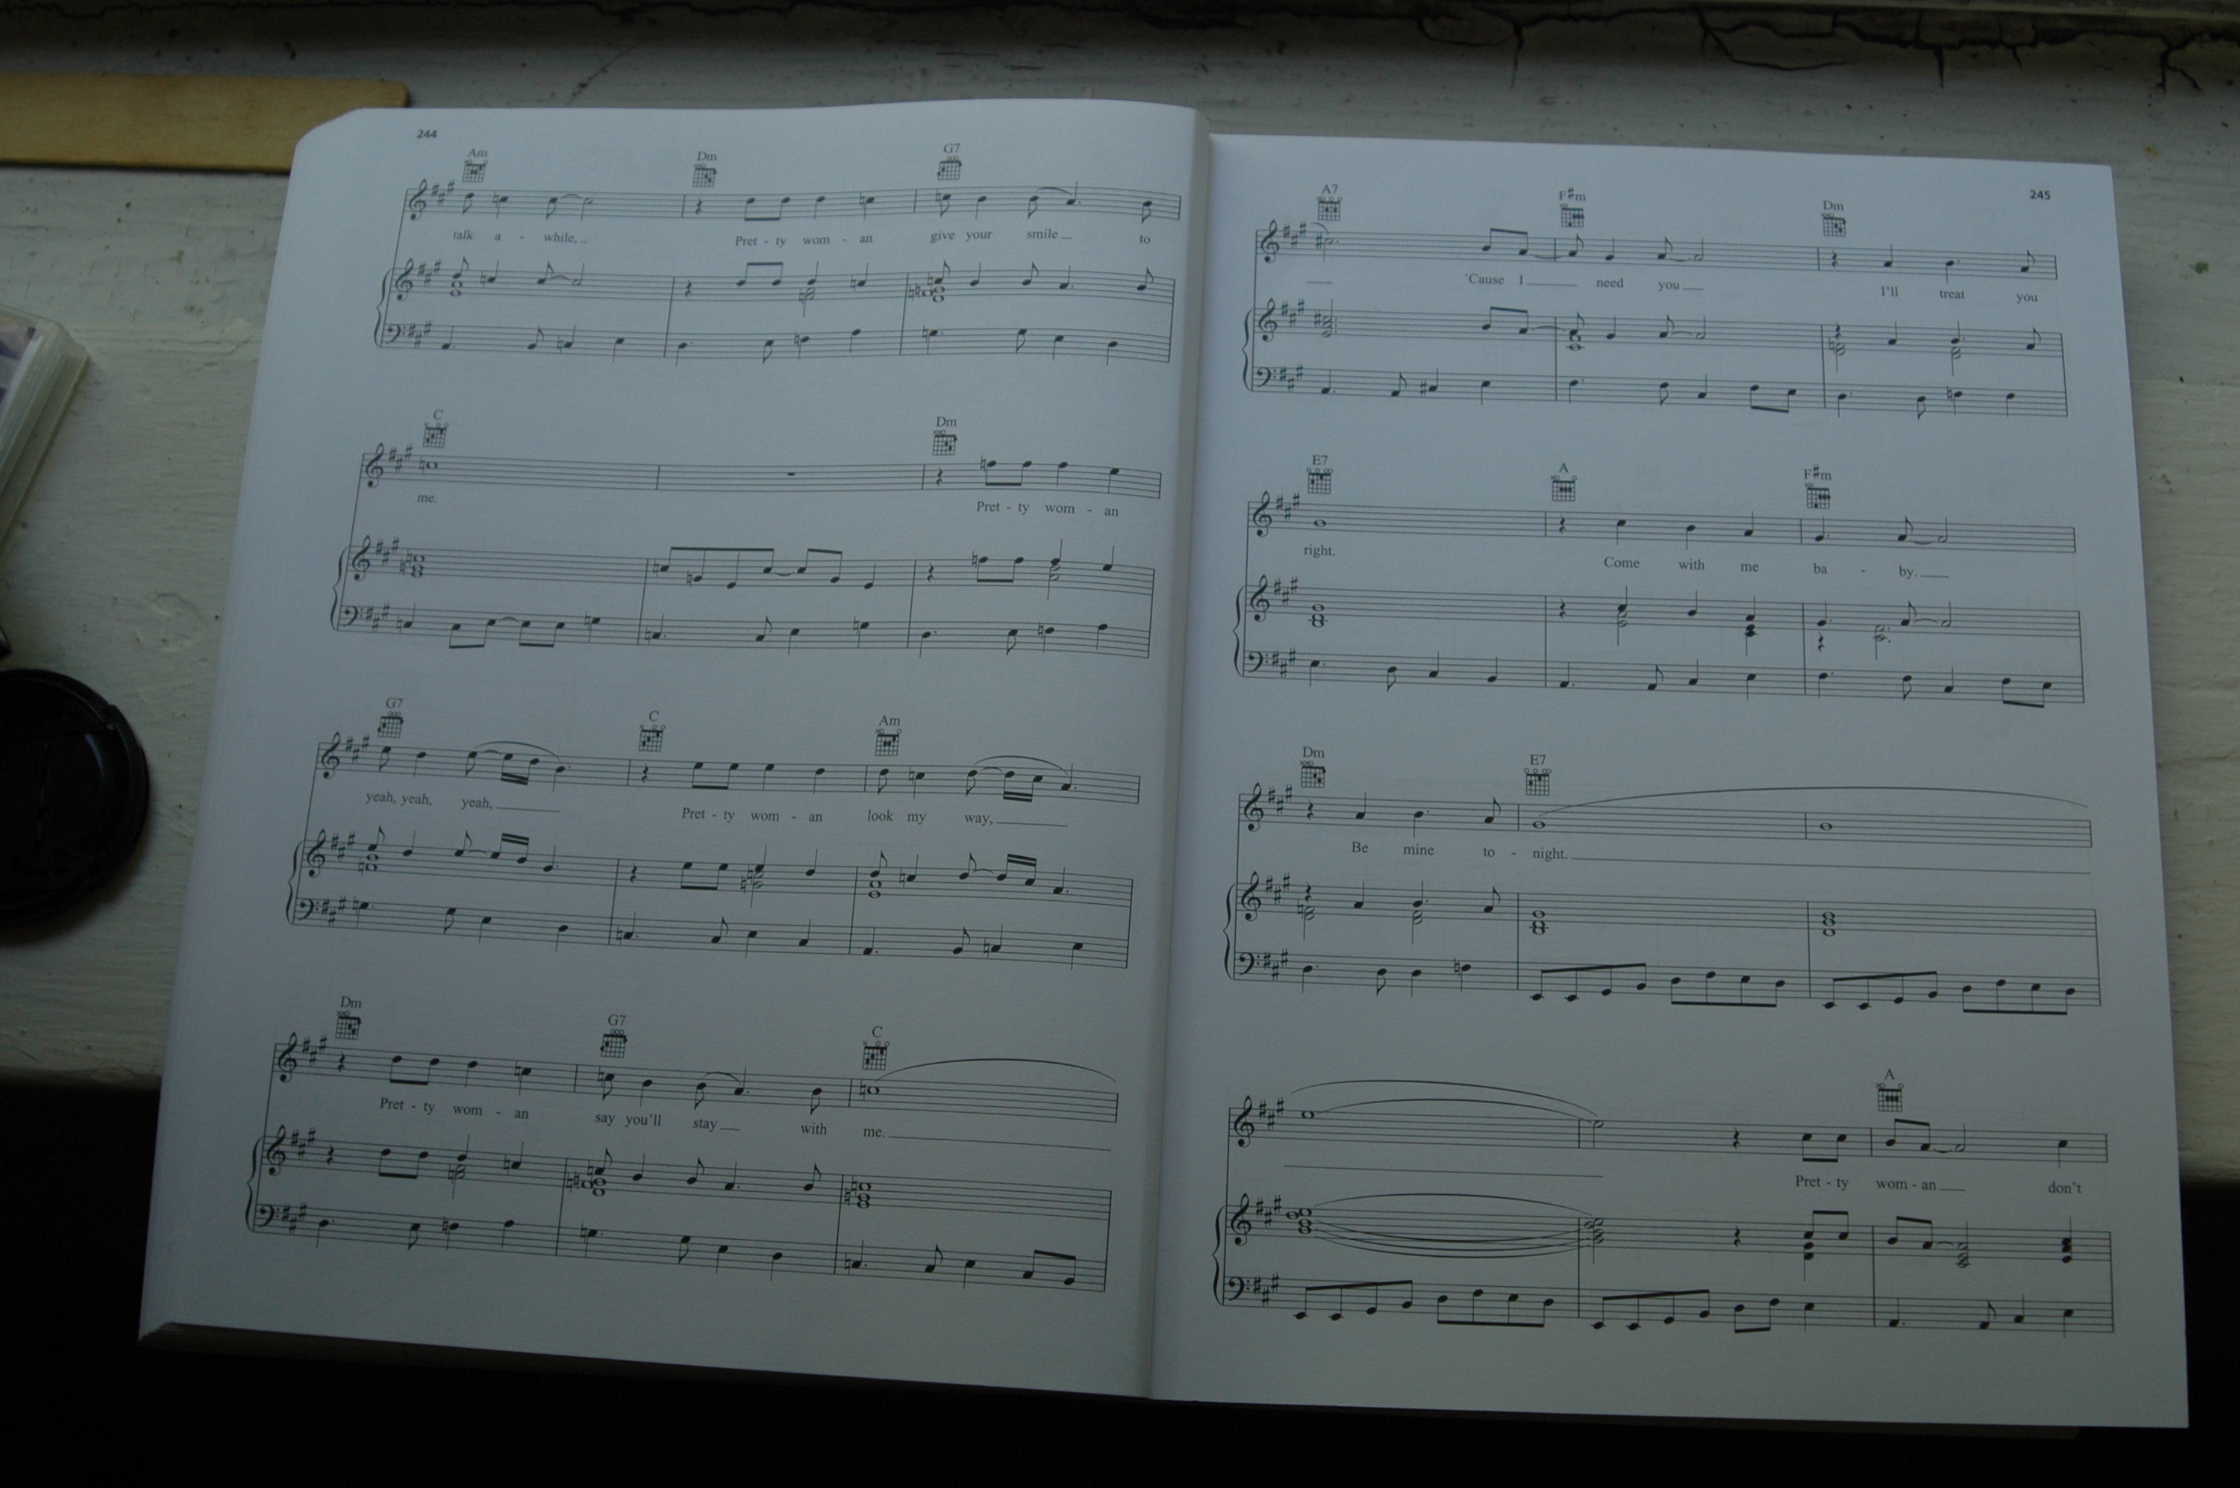 244
Am Dm G7
talk a - while, Pret - ty wom - an give your smile to
C Dm
me. Pret - ty wom - an
G7 C Am
yeah, yeah, yeah, Pret - ty wom - an look my way,
Dm G7 C
Pret - ty wom - an say you'll stay with me.
245
A7 F#m Dm
'Cause I need you I'll treat you
E7 A F#m
right. Come with me ba - by.
Dm E7
Be mine to - night.
A
Pret - ty wom - an don't